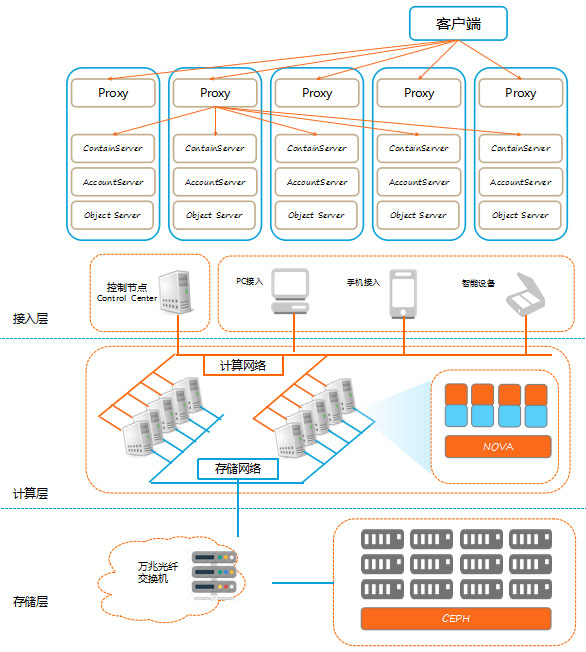 客户端
Proxy Proxy Proxy Proxy Proxy
ContainServer ContainServer ContainServer ContainServer ContainServer
AccountServer AccountServer AccountServer AccountServer AccountServer
Object Server Object Server Object Server Object Server Object Server
控制节点
Control Center
PC接入
手机接入
智能设备
接入层
计算网络
NOVA
存储网络
计算层
万兆光纤
交换机
存储层
CEPH